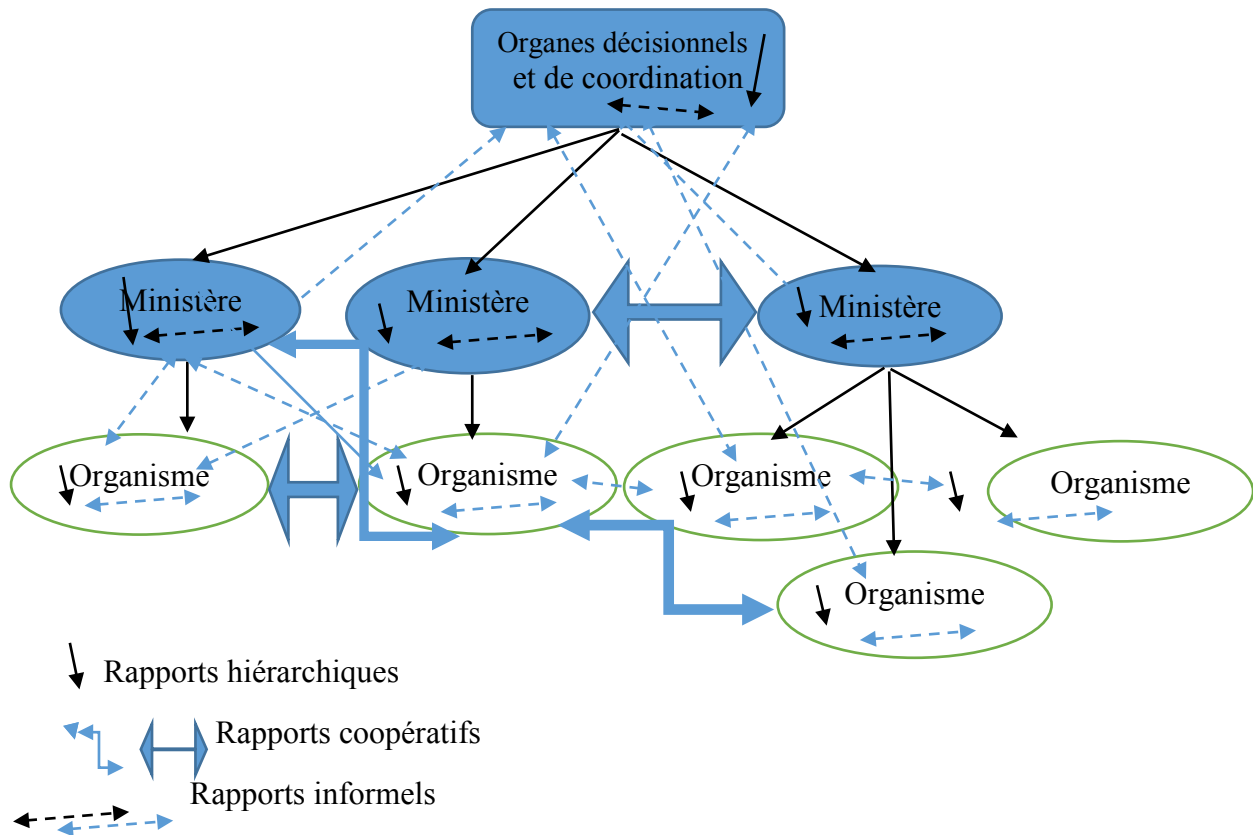 Organes décisionnels
et de coordination
Ministère
Ministère
Ministère
Organisme
Organisme
Organisme
Organisme
Organisme
Rapports hiérarchiques
Rapports coopératifs
Rapports informels